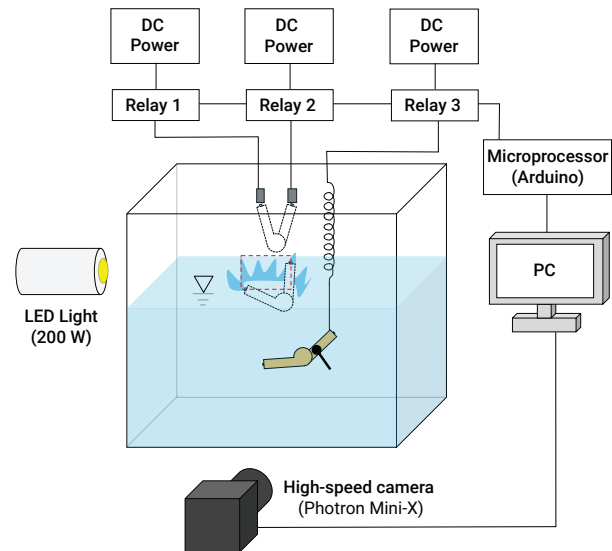 DC
Power
DC
Power
DC
Power
Relay 1
Relay 2
Relay 3
Microprocessor
(Arduino)
PC
LED Light
(200 W)
High-speed camera
(Photron Mini-X)